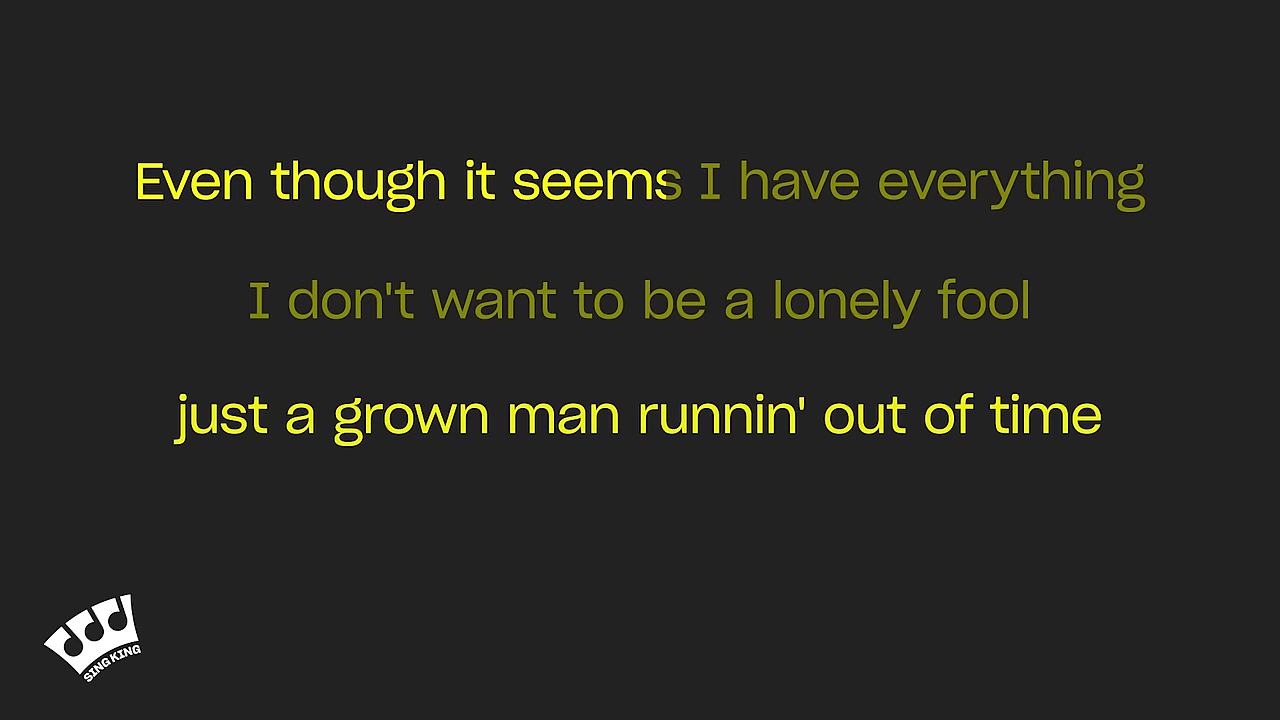 Even though it seems I have everything
I don't want to be a lonely fool
just a grown man runnin' out of time
SING KING